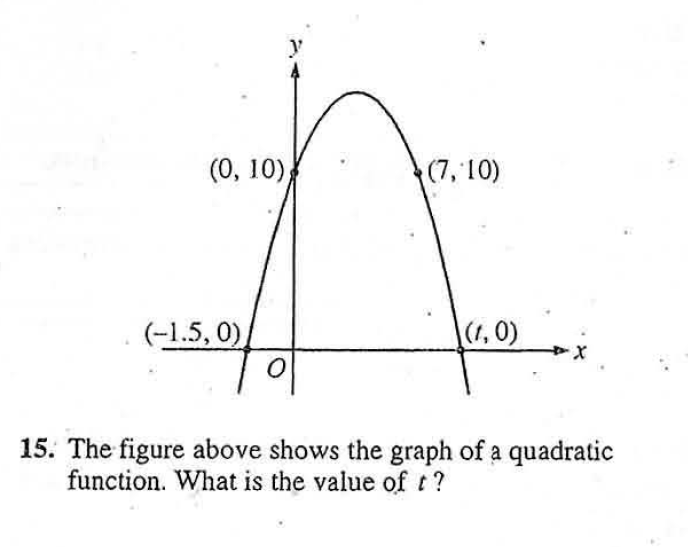 y
(0, 10)
(7, 10)
(−1.5, 0)
(t, 0)
x
O
15. The figure above shows the graph of a quadratic
function. What is the value of t ?